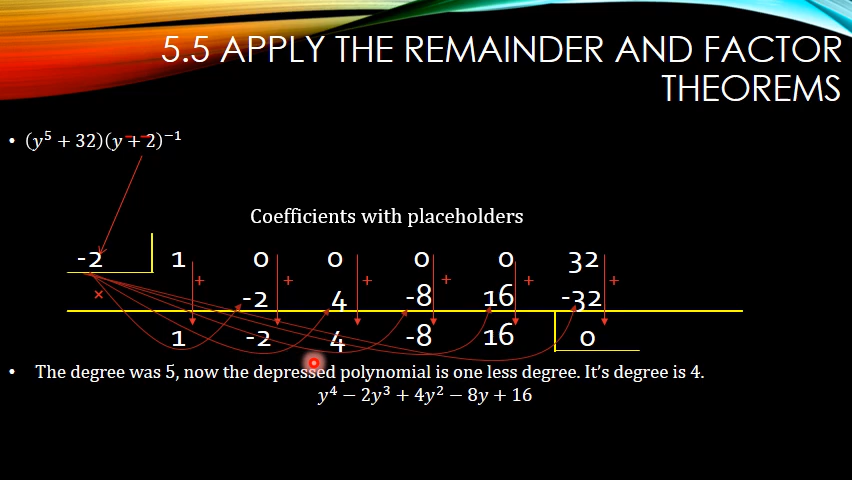 5.5 APPLY THE REMAINDER AND FACTOR
THEOREMS
• (y⁵ + 32)(y + 2)⁻¹
Coefficients with placeholders
-2 1 0 0 0 0 32
+ + + + + +
× -2 4 -8 16 -32
1 -2 4 -8 16 0
• The degree was 5, now the depressed polynomial is one less degree. It's degree is 4.
y⁴ − 2y³ + 4y² − 8y + 16